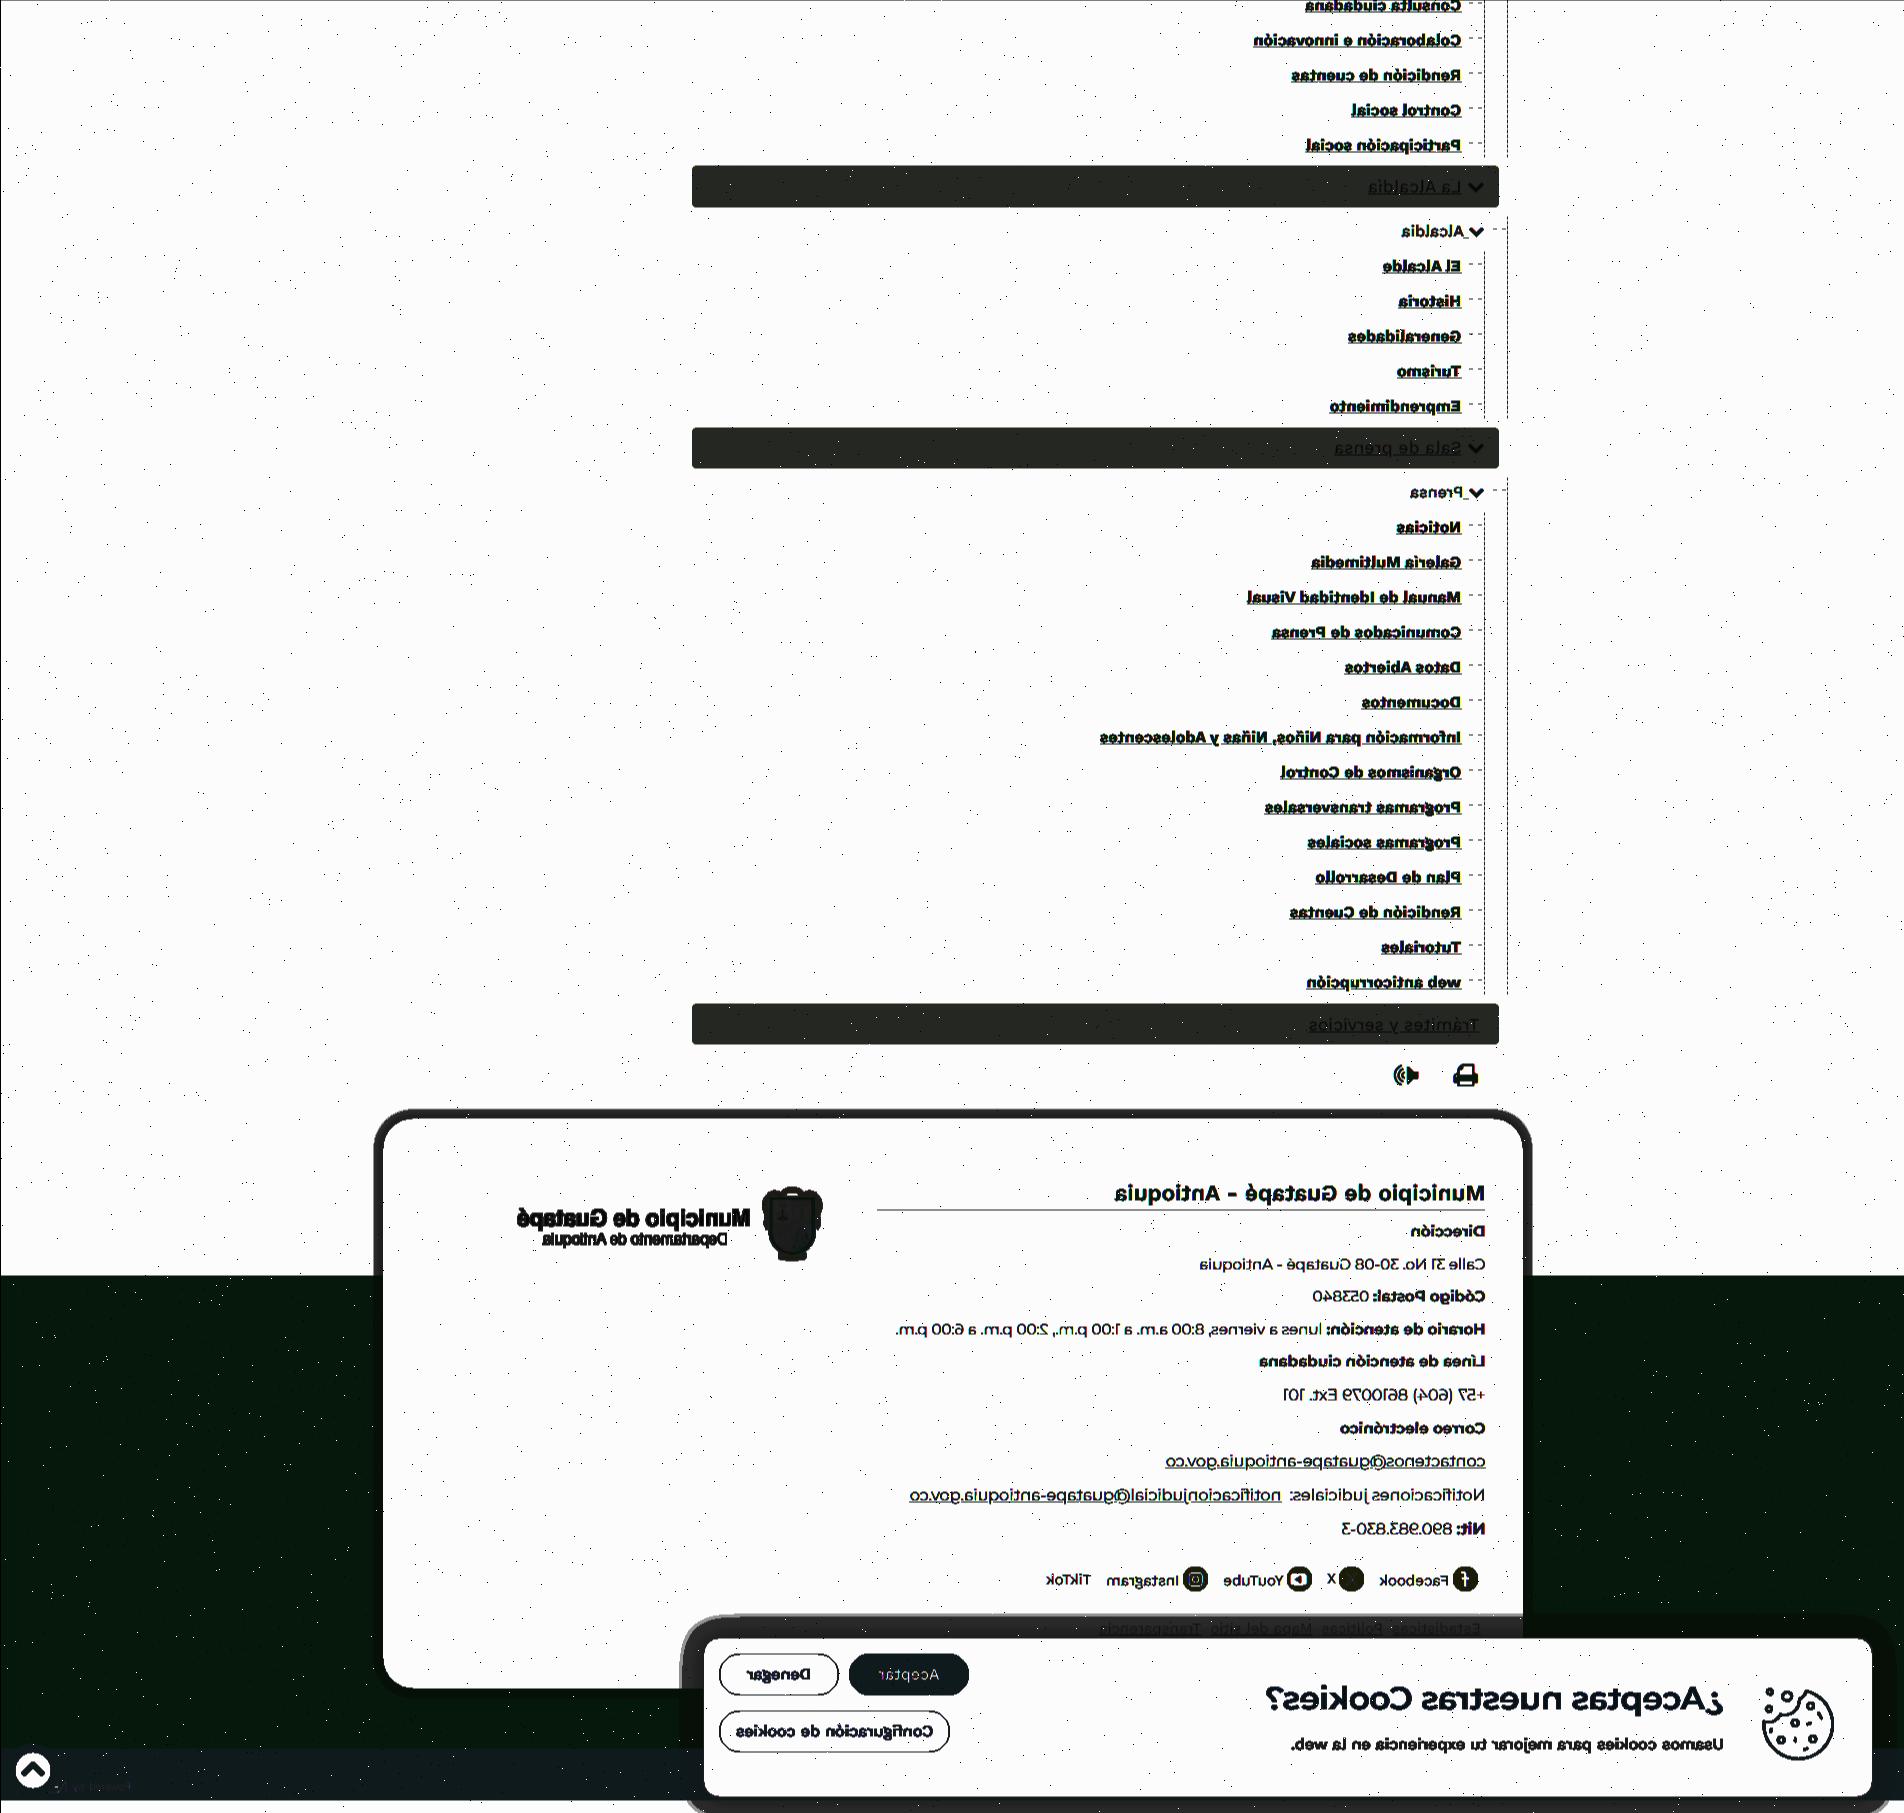 Consulta ciudadana
Colaboración e innovación
Rendición de cuentas
Control social
Participación social
La Alcaldía
Alcaldía
El Alcalde
Historia
Generalidades
Turismo
Emprendimiento
Sala de prensa
Prensa
Noticias
Galería Multimedia
Manual de Identidad Visual
Comunicados de Prensa
Datos Abiertos
Documentos
Información para Niños, Niñas y Adolescentes
Organismos de Control
Programas transversales
Programas sociales
Plan de Desarrollo
Rendición de Cuentas
Tutoriales
web anticorrupción
Trámites y servicios
Municipio de Guatapé - Antioquia
Dirección
Calle 31 No. 30-08 Guatapé - Antioquia
Código Postal: 053840
Horario de atención: lunes a viernes, 8:00 a.m. a 1:00 p.m., 2:00 p.m. a 6:00 p.m.
Línea de atención ciudadana
+57 (604) 8610079 Ext. 101
Correo electrónico
contactenos@guatape-antioquia.gov.co
Notificaciones judiciales: notificacionjudicial@guatape-antioquia.gov.co
Nit: 890.983.830-3
Facebook X YouTube Instagram TikTok
Estadísticas Políticas Mapa del sitio Transparencia
Municipio de Guatapé
Departamento de Antioquia
¿Aceptas nuestras Cookies?
Usamos cookies para mejorar tu experiencia en la web.
Aceptar
Denegar
Configuración de cookies
Powered by